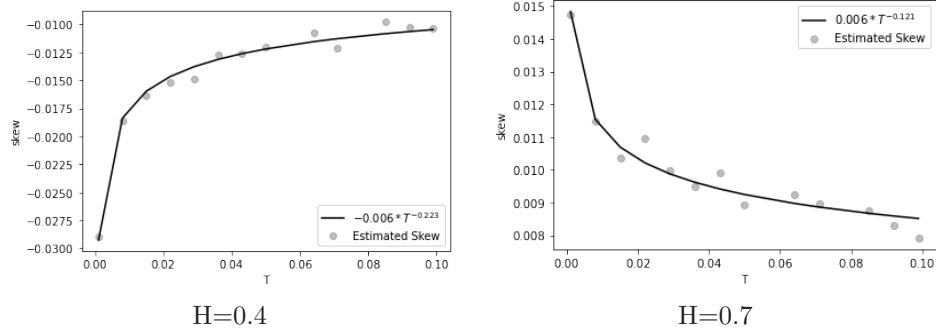 −0.0100
−0.0125
−0.0150
−0.0175
−0.0200
−0.0225
−0.0250
−0.0275
−0.0300
skew
0.00 0.02 0.04 0.06 0.08 0.10
T
−0.006 * T^−0.223
Estimated Skew
H=0.4
0.015
0.014
0.013
0.012
0.011
0.010
0.009
0.008
skew
0.00 0.02 0.04 0.06 0.08 0.10
T
0.006 * T^−0.121
Estimated Skew
H=0.7